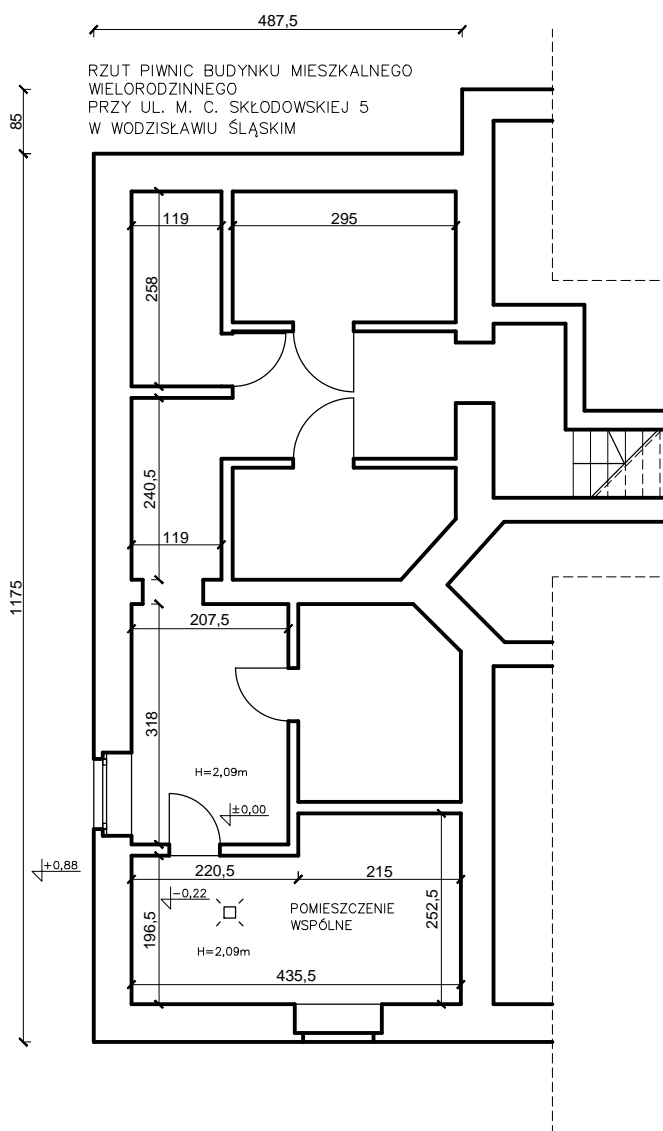 487,5
RZUT PIWNIC BUDYNKU MIESZKALNEGO
WIELORODZINNEGO
PRZY UL. M. C. SKŁODOWSKIEJ 5
W WODZISŁAWIU ŚLĄSKIM
85
119
295
258
240,5
119
1175
207,5
318
H=2,09m
±0,00
+0,88
220,5
215
-0,22
196,5
POMIESZCZENIE
WSPÓLNE
252,5
H=2,09m
435,5